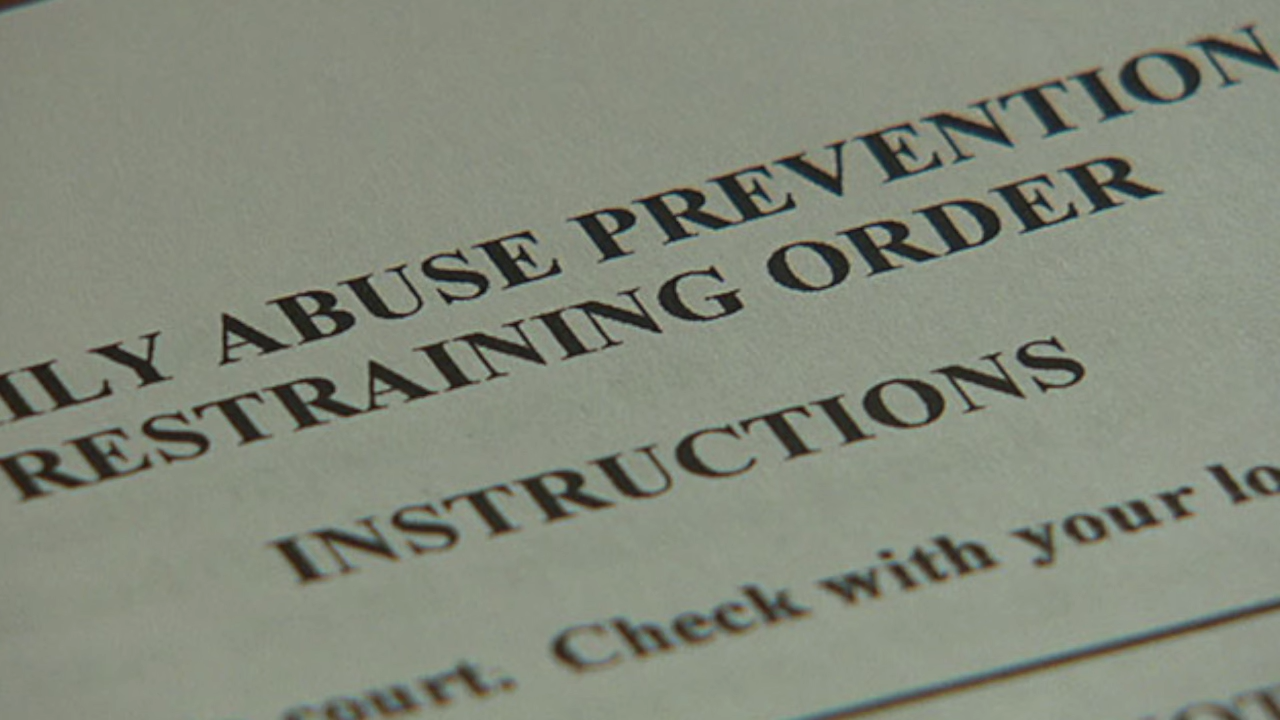 ILY ABUSE PREVENTION
RESTRAINING ORDER
INSTRUCTIONS
court. Check with your lo